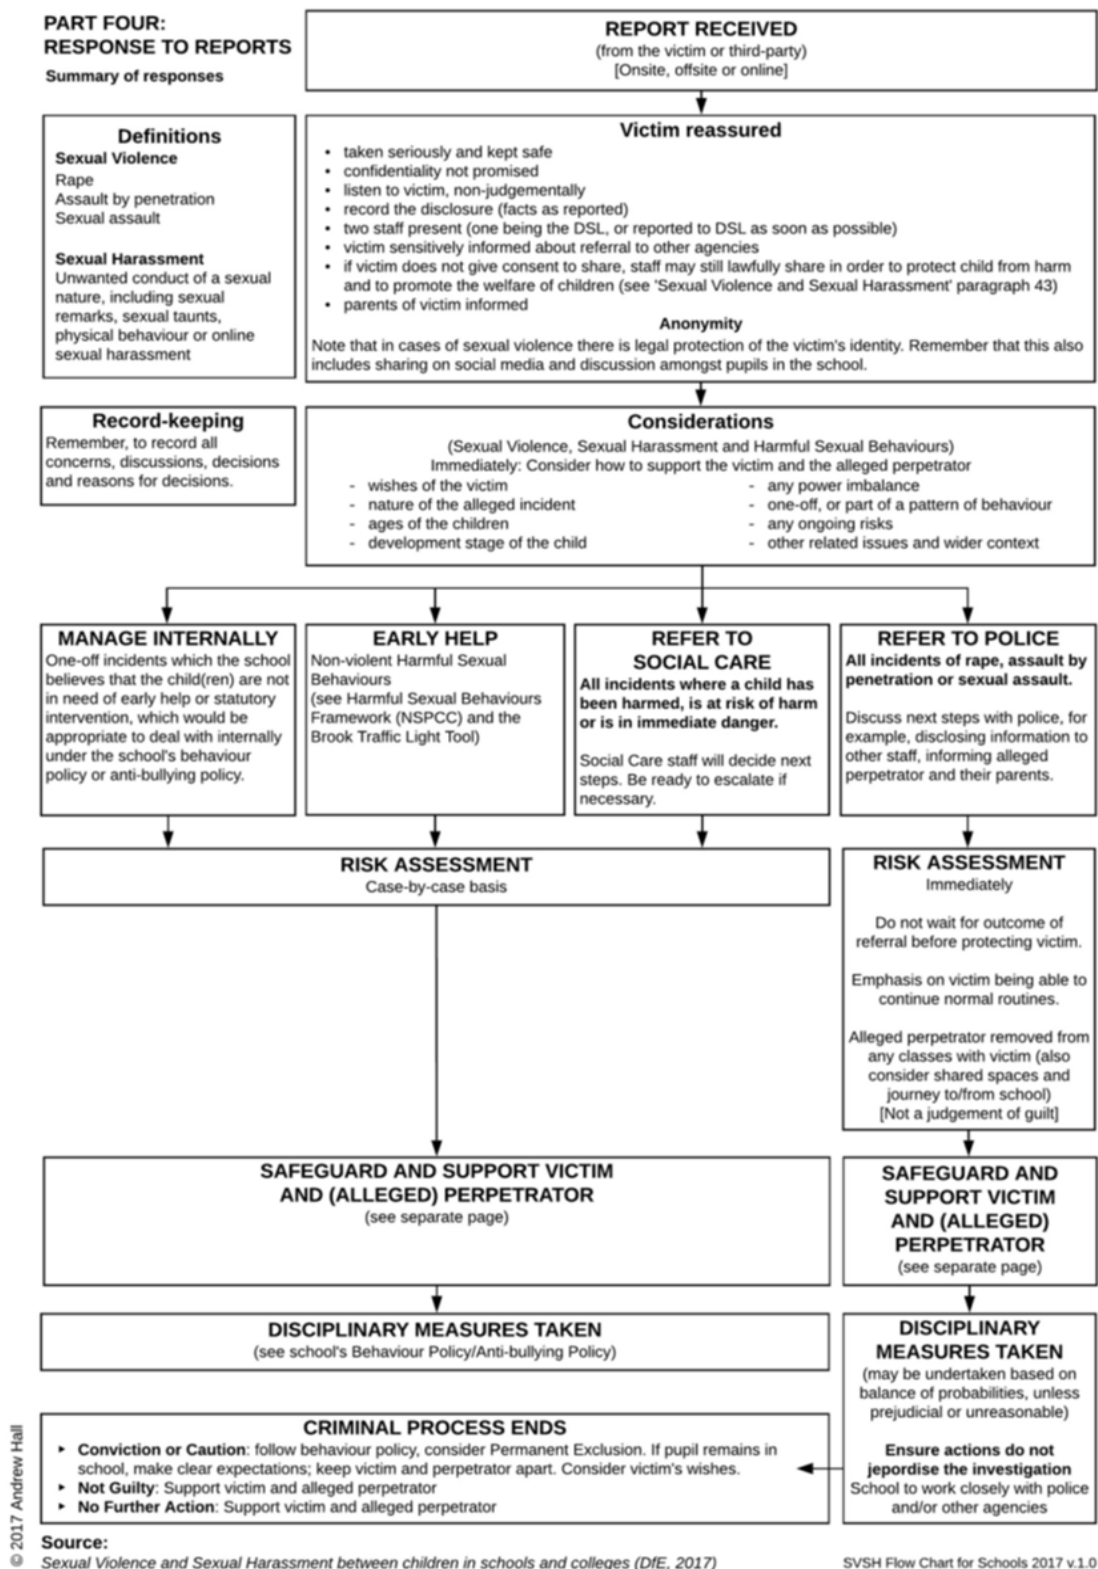 PART FOUR:
RESPONSE TO REPORTS
Summary of responses
REPORT RECEIVED
(from the victim or third-party)
[Onsite, offsite or online]
Definitions
Sexual Violence
Rape
Assault by penetration
Sexual assault
Sexual Harassment
Unwanted conduct of a sexual
nature, including sexual
remarks, sexual taunts,
physical behaviour or online
sexual harassment
Victim reassured
• taken seriously and kept safe
• confidentiality not promised
• listen to victim, non-judgementally
• record the disclosure (facts as reported)
• two staff present (one being the DSL, or reported to DSL as soon as possible)
• victim sensitively informed about referral to other agencies
• if victim does not give consent to share, staff may still lawfully share in order to protect child from harm
and to promote the welfare of children (see 'Sexual Violence and Sexual Harassment' paragraph 43)
• parents of victim informed
Anonymity
Note that in cases of sexual violence there is legal protection of the victim's identity. Remember that this also
includes sharing on social media and discussion amongst pupils in the school.
Record-keeping
Remember, to record all
concerns, discussions, decisions
and reasons for decisions.
Considerations
(Sexual Violence, Sexual Harassment and Harmful Sexual Behaviours)
Immediately: Consider how to support the victim and the alleged perpetrator
- wishes of the victim
- nature of the alleged incident
- ages of the children
- development stage of the child
- any power imbalance
- one-off, or part of a pattern of behaviour
- any ongoing risks
- other related issues and wider context
MANAGE INTERNALLY
One-off incidents which the school
believes that the child(ren) are not
in need of early help or statutory
intervention, which would be
appropriate to deal with internally
under the school's behaviour
policy or anti-bullying policy.
EARLY HELP
Non-violent Harmful Sexual
Behaviours
(see Harmful Sexual Behaviours
Framework (NSPCC) and the
Brook Traffic Light Tool)
REFER TO
SOCIAL CARE
All incidents where a child has
been harmed, is at risk of harm
or is in immediate danger.
Social Care staff will decide next
steps. Be ready to escalate if
necessary.
REFER TO POLICE
All incidents of rape, assault by
penetration or sexual assault.
Discuss next steps with police, for
example, disclosing information to
other staff, informing alleged
perpetrator and their parents.
RISK ASSESSMENT
Case-by-case basis
RISK ASSESSMENT
Immediately
Do not wait for outcome of
referral before protecting victim.
Emphasis on victim being able to
continue normal routines.
Alleged perpetrator removed from
any classes with victim (also
consider shared spaces and
journey to/from school)
[Not a judgement of guilt]
SAFEGUARD AND SUPPORT VICTIM
AND (ALLEGED) PERPETRATOR
(see separate page)
SAFEGUARD AND
SUPPORT VICTIM
AND (ALLEGED)
PERPETRATOR
(see separate page)
DISCIPLINARY MEASURES TAKEN
(see school's Behaviour Policy/Anti-bullying Policy)
DISCIPLINARY
MEASURES TAKEN
(may be undertaken based on
balance of probabilities, unless
prejudicial or unreasonable)
Ensure actions do not
jepordise the investigation
School to work closely with police
and/or other agencies
CRIMINAL PROCESS ENDS
‣ Conviction or Caution: follow behaviour policy, consider Permanent Exclusion. If pupil remains in
school, make clear expectations; keep victim and perpetrator apart. Consider victim's wishes.
‣ Not Guilty: Support victim and alleged perpetrator
‣ No Further Action: Support victim and alleged perpetrator
© 2017 Andrew Hall
Source:
Sexual Violence and Sexual Harassment between children in schools and colleges (DfE, 2017)
SVSH Flow Chart for Schools 2017 v.1.0